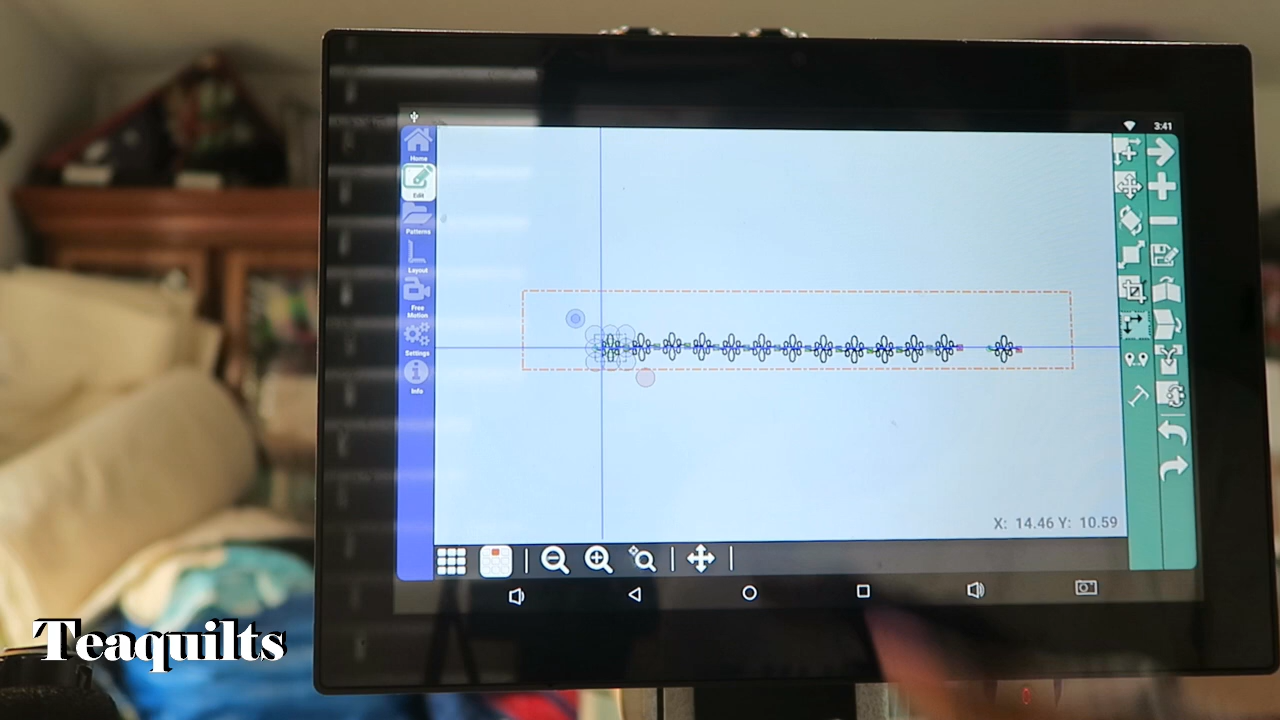 3:41
Home
Edit
Patterns
Layout
Free
Motion
Settings
Info
X: 14.46 Y: 10.59
Teaquilts